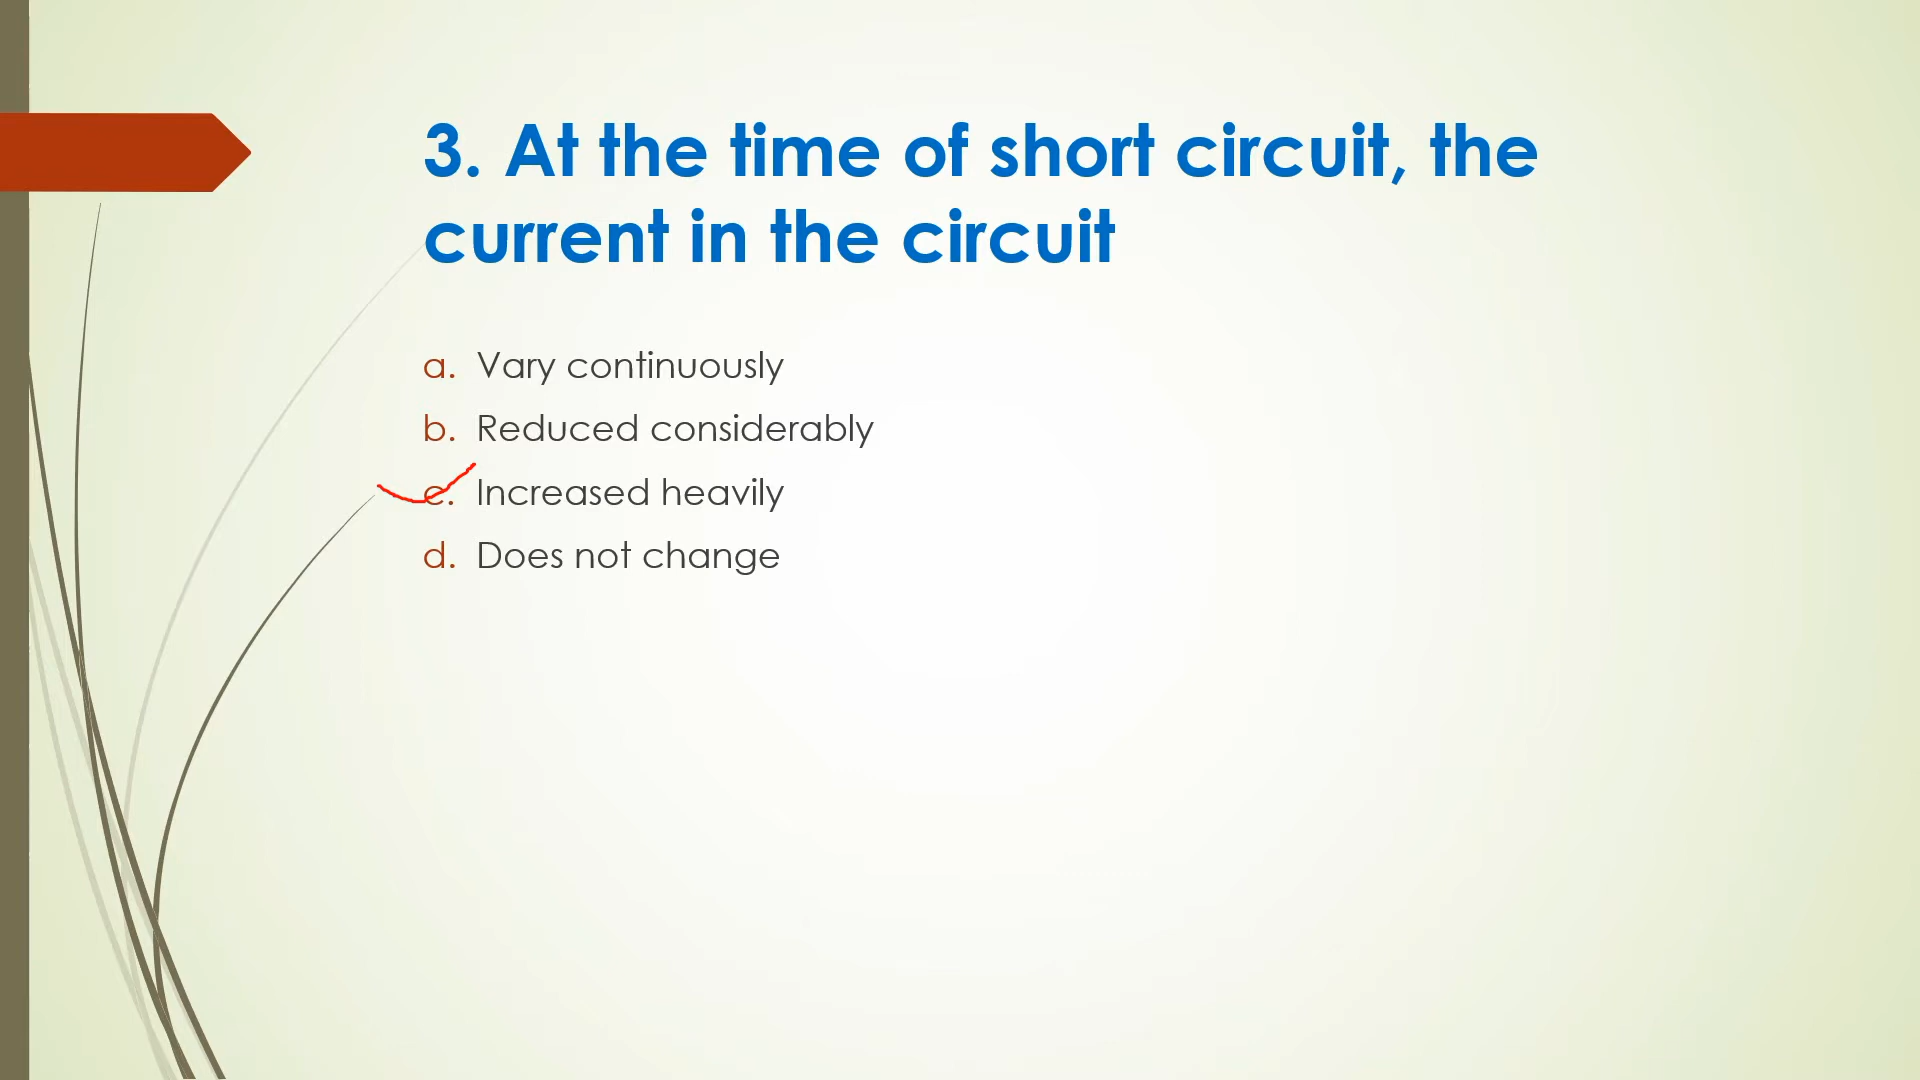 3. At the time of short circuit, the
current in the circuit
a. Vary continuously
b. Reduced considerably
c. Increased heavily
d. Does not change